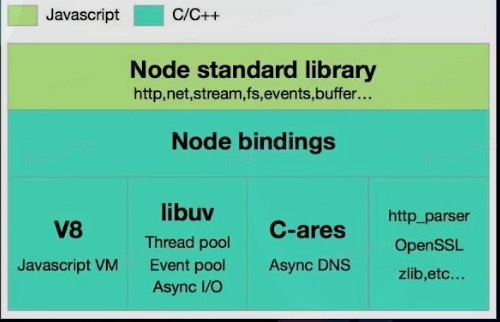 Javascript
C/C++
Node standard library
http,net,stream,fs,events,buffer...
Node bindings
V8
Javascript VM
libuv
Thread pool
Event pool
Async I/O
C-ares
Async DNS
http_parser
OpenSSL
zlib,etc...